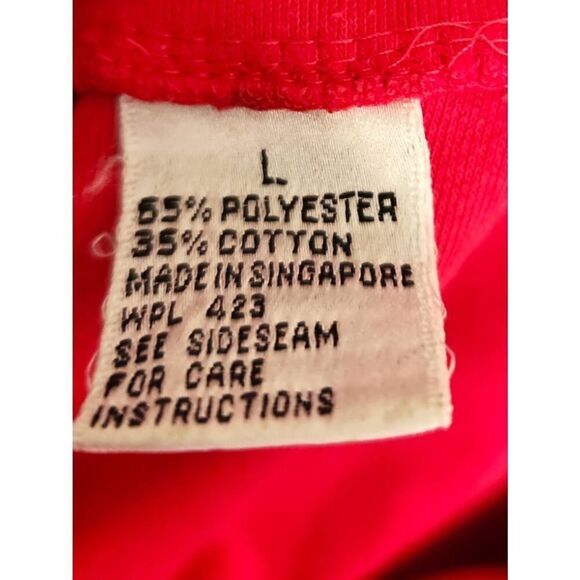 L
65% POLYESTER
35% COTTON
MADE IN SINGAPORE
WPL 423
SEE SIDESEAM
FOR CARE
INSTRUCTIONS